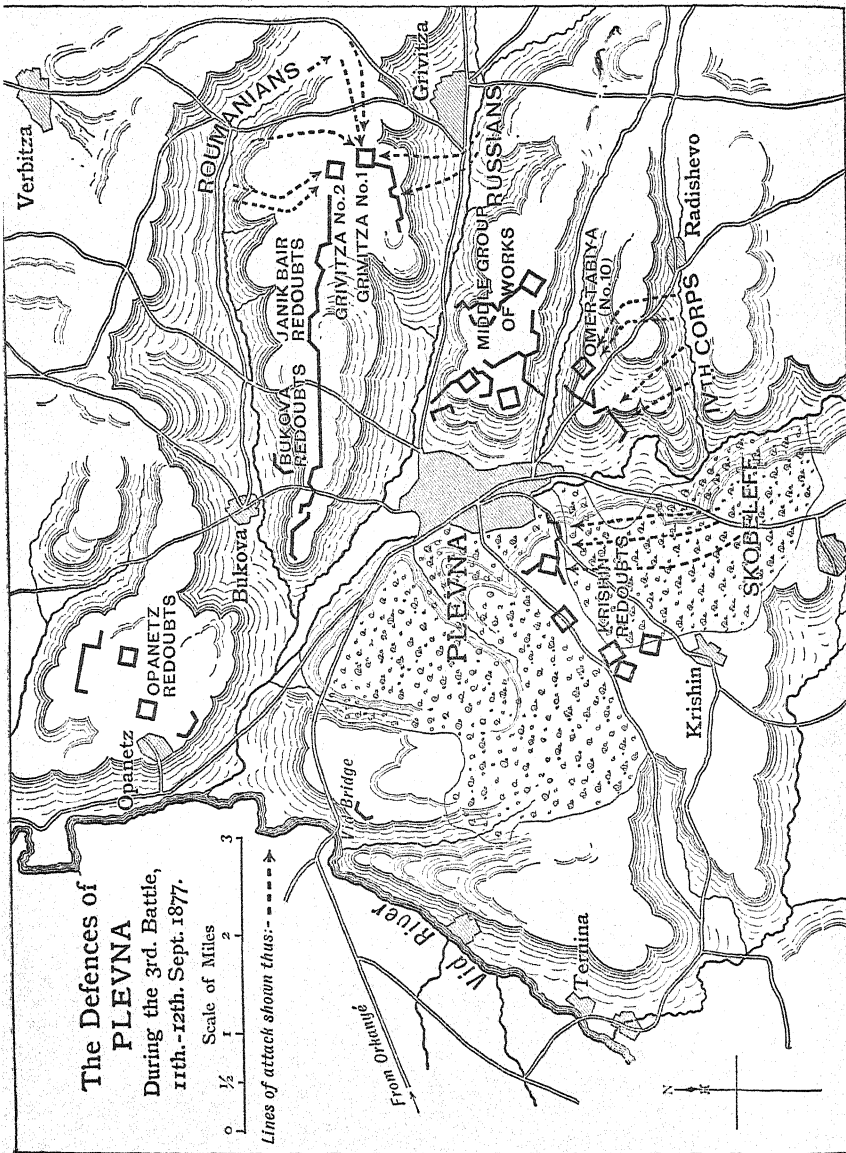 The Defences of
PLEVNA
During the 3rd. Battle,
11th.-12th. Sept. 1877.
Scale of Miles
0 ½ 1 2 3
Lines of attack shown thus:-
From Orkanyé
Vid River
Bridge
Ternina
Opanetz
OPANETZ
REDOUBTS
Bukova
BUKOVA
REDOUBTS
JANIK BAIR
REDOUBTS
Verbitza
ROUMANIANS
GRIVITZA No.2
GRIVITZA No.1
Grivitza
RUSSIANS
MIDDLE GROUP
OF WORKS
OMER TABIYA
(No.10)
Radishevo
IVTH CORPS
PLEVNA
KRISHIN
REDOUBTS
Krishin
SKOBELEFF
N